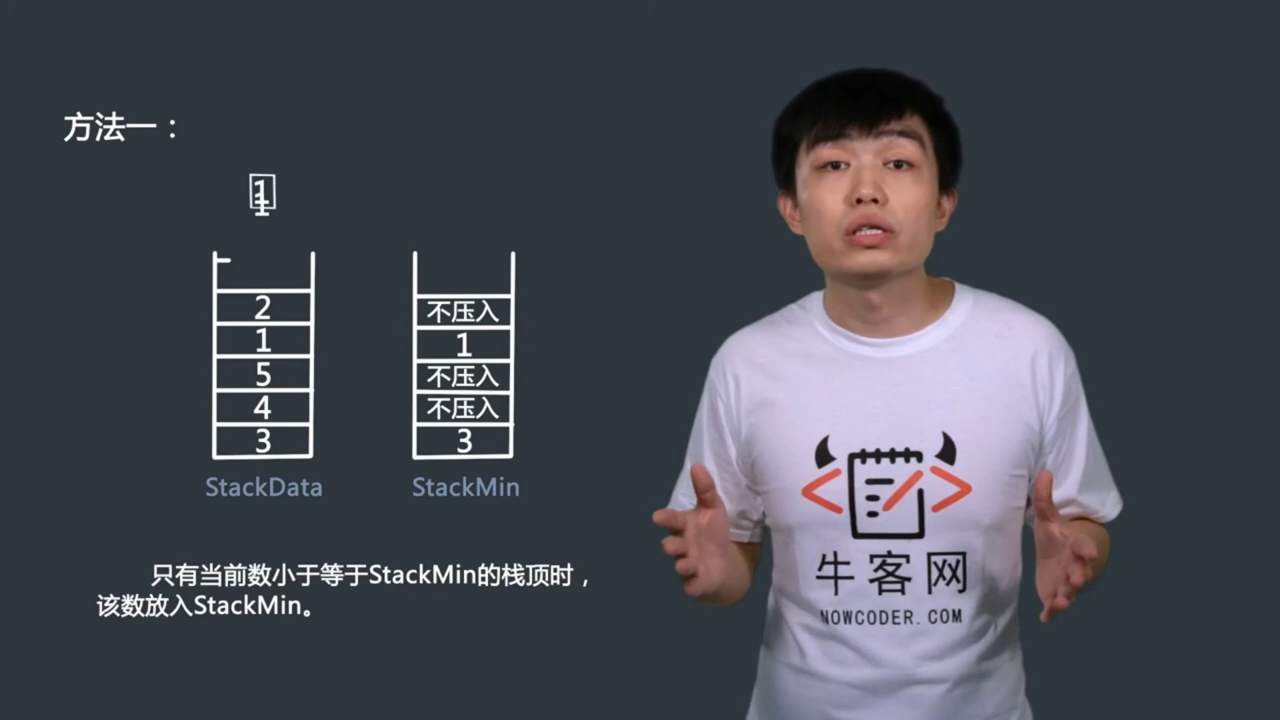 方法一：
1
1
2
1
5
4
3
StackData
不压入
1
不压入
不压入
3
StackMin
只有当前数小于等于StackMin的栈顶时，
该数放入StackMin。
牛客网
NOWCODER.COM